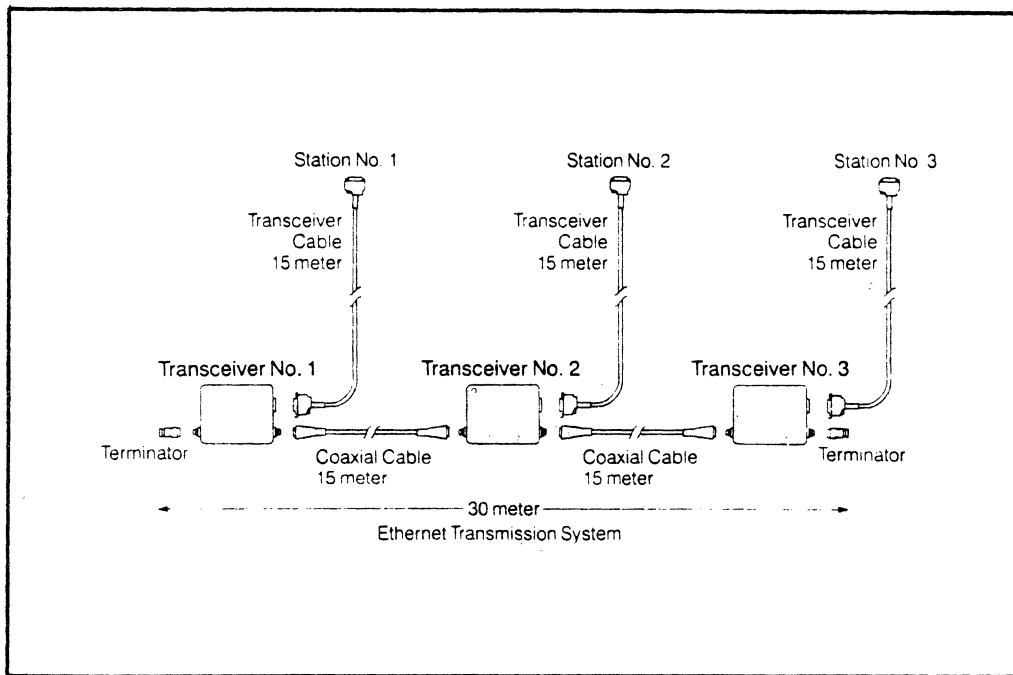 Station No. 1
Station No. 2
Station No 3
Transceiver
Cable
15 meter
Transceiver
Cable
15 meter
Transceiver
Cable
15 meter
Transceiver No. 1
Transceiver No. 2
Transceiver No. 3
Terminator
Coaxial Cable
15 meter
Coaxial Cable
15 meter
Terminator
30 meter
Ethernet Transmission System